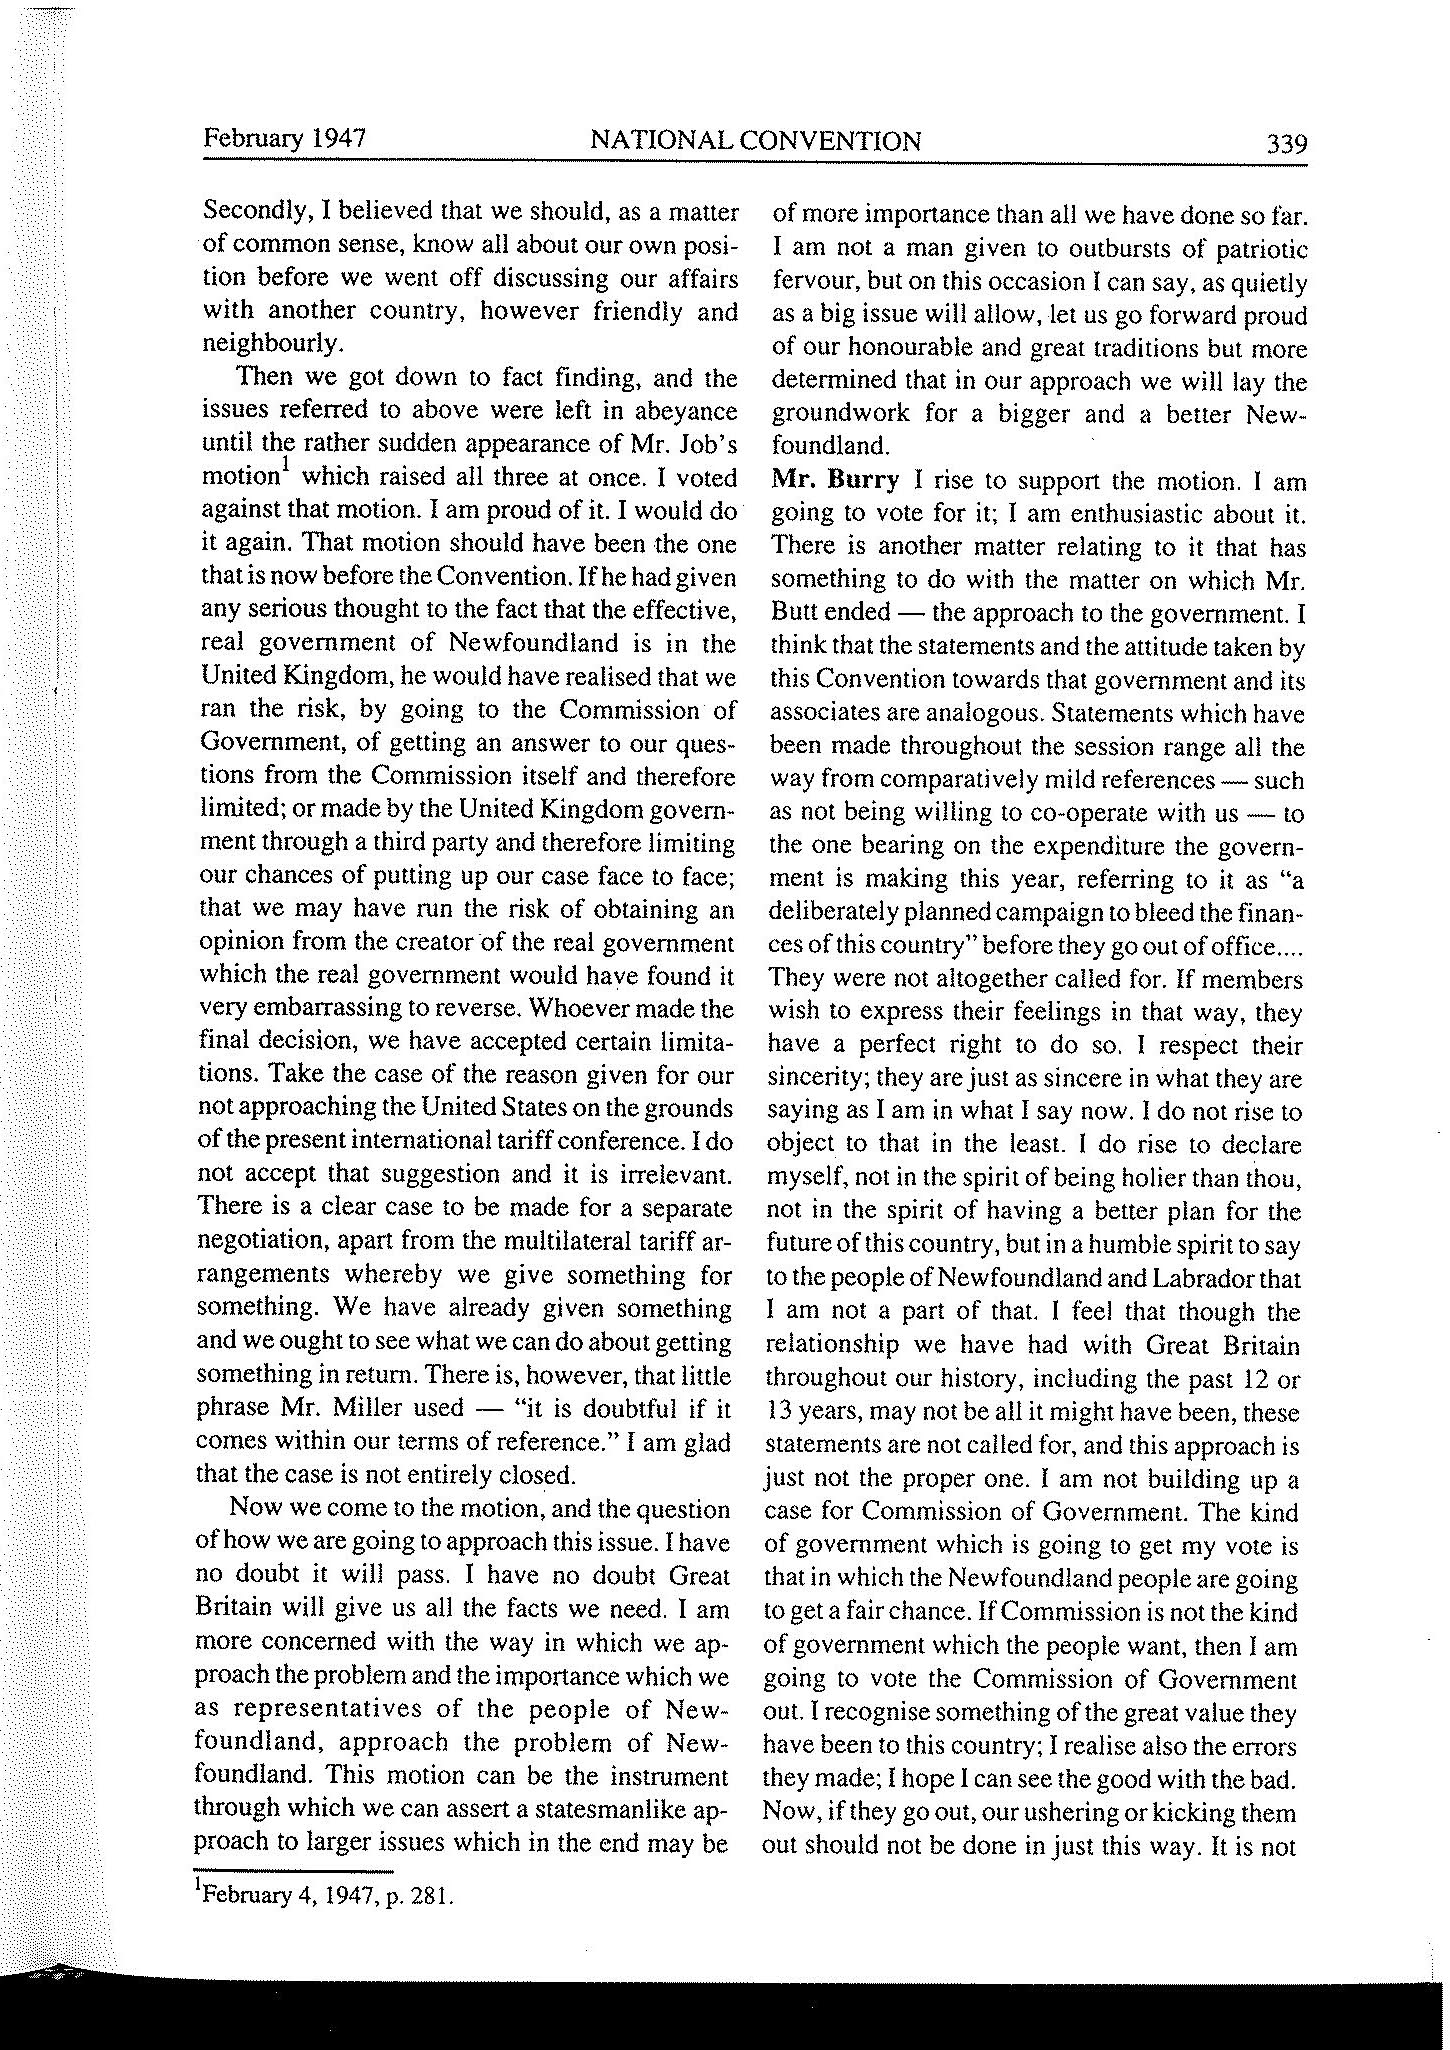 February 1947
NATIONAL CONVENTION
339
Secondly, I believed that we should, as a matter
of common sense, know all about our own posi-
tion before we went off discussing our affairs
with another country, however friendly and
neighbourly.
Then we got down to fact finding, and the
issues referred to above were left in abeyance
until the rather sudden appearance of Mr. Job's
motion¹ which raised all three at once. I voted
against that motion. I am proud of it. I would do
it again. That motion should have been the one
that is now before the Convention. If he had given
any serious thought to the fact that the effective,
real government of Newfoundland is in the
United Kingdom, he would have realised that we
ran the risk, by going to the Commission of
Government, of getting an answer to our ques-
tions from the Commission itself and therefore
limited; or made by the United Kingdom govern-
ment through a third party and therefore limiting
our chances of putting up our case face to face;
that we may have run the risk of obtaining an
opinion from the creator of the real government
which the real government would have found it
very embarrassing to reverse. Whoever made the
final decision, we have accepted certain limita-
tions. Take the case of the reason given for our
not approaching the United States on the grounds
of the present international tariff conference. I do
not accept that suggestion and it is irrelevant.
There is a clear case to be made for a separate
negotiation, apart from the multilateral tariff ar-
rangements whereby we give something for
something. We have already given something
and we ought to see what we can do about getting
something in return. There is, however, that little
phrase Mr. Miller used — "it is doubtful if it
comes within our terms of reference." I am glad
that the case is not entirely closed.
Now we come to the motion, and the question
of how we are going to approach this issue. I have
no doubt it will pass. I have no doubt Great
Britain will give us all the facts we need. I am
more concerned with the way in which we ap-
proach the problem and the importance which we
as representatives of the people of New-
foundland, approach the problem of New-
foundland. This motion can be the instrument
through which we can assert a statesmanlike ap-
proach to larger issues which in the end may be
¹February 4, 1947, p. 281.
of more importance than all we have done so far.
I am not a man given to outbursts of patriotic
fervour, but on this occasion I can say, as quietly
as a big issue will allow, let us go forward proud
of our honourable and great traditions but more
determined that in our approach we will lay the
groundwork for a bigger and a better New-
foundland.
Mr. Burry I rise to support the motion. I am
going to vote for it; I am enthusiastic about it.
There is another matter relating to it that has
something to do with the matter on which Mr.
Butt ended — the approach to the government. I
think that the statements and the attitude taken by
this Convention towards that government and its
associates are analogous. Statements which have
been made throughout the session range all the
way from comparatively mild references — such
as not being willing to co-operate with us — to
the one bearing on the expenditure the govern-
ment is making this year, referring to it as "a
deliberately planned campaign to bleed the finan-
ces of this country" before they go out of office....
They were not altogether called for. If members
wish to express their feelings in that way, they
have a perfect right to do so. I respect their
sincerity; they are just as sincere in what they are
saying as I am in what I say now. I do not rise to
object to that in the least. I do rise to declare
myself, not in the spirit of being holier than thou,
not in the spirit of having a better plan for the
future of this country, but in a humble spirit to say
to the people of Newfoundland and Labrador that
I am not a part of that. I feel that though the
relationship we have had with Great Britain
throughout our history, including the past 12 or
13 years, may not be all it might have been, these
statements are not called for, and this approach is
just not the proper one. I am not building up a
case for Commission of Government. The kind
of government which is going to get my vote is
that in which the Newfoundland people are going
to get a fair chance. If Commission is not the kind
of government which the people want, then I am
going to vote the Commission of Government
out. I recognise something of the great value they
have been to this country; I realise also the errors
they made; I hope I can see the good with the bad.
Now, if they go out, our ushering or kicking them
out should not be done in just this way. It is not